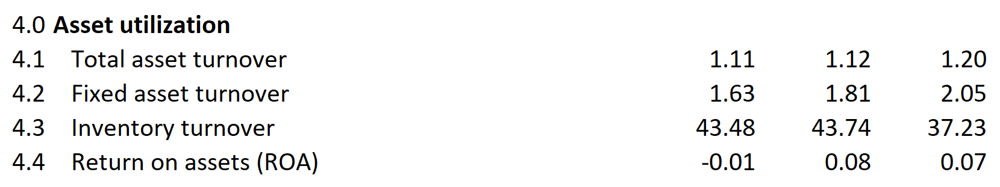 4.0 Asset utilization
4.1 Total asset turnover 1.11 1.12 1.20
4.2 Fixed asset turnover 1.63 1.81 2.05
4.3 Inventory turnover 43.48 43.74 37.23
4.4 Return on assets (ROA) -0.01 0.08 0.07